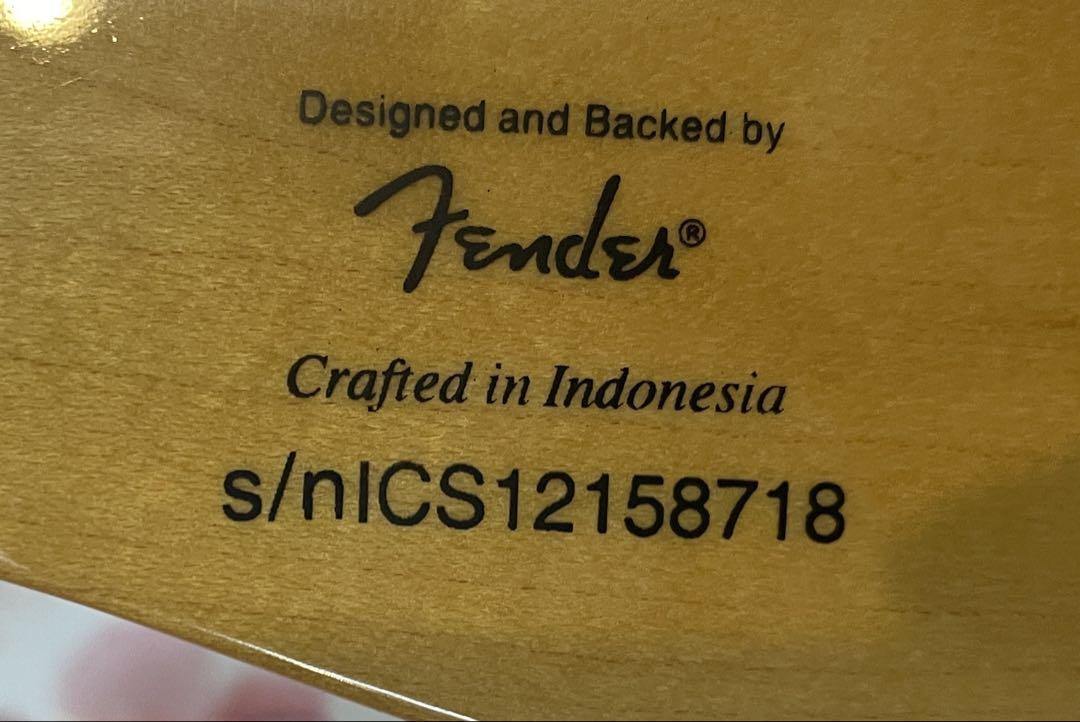 Designed and Backed by
Fender®
Crafted in Indonesia
s/nICS12158718